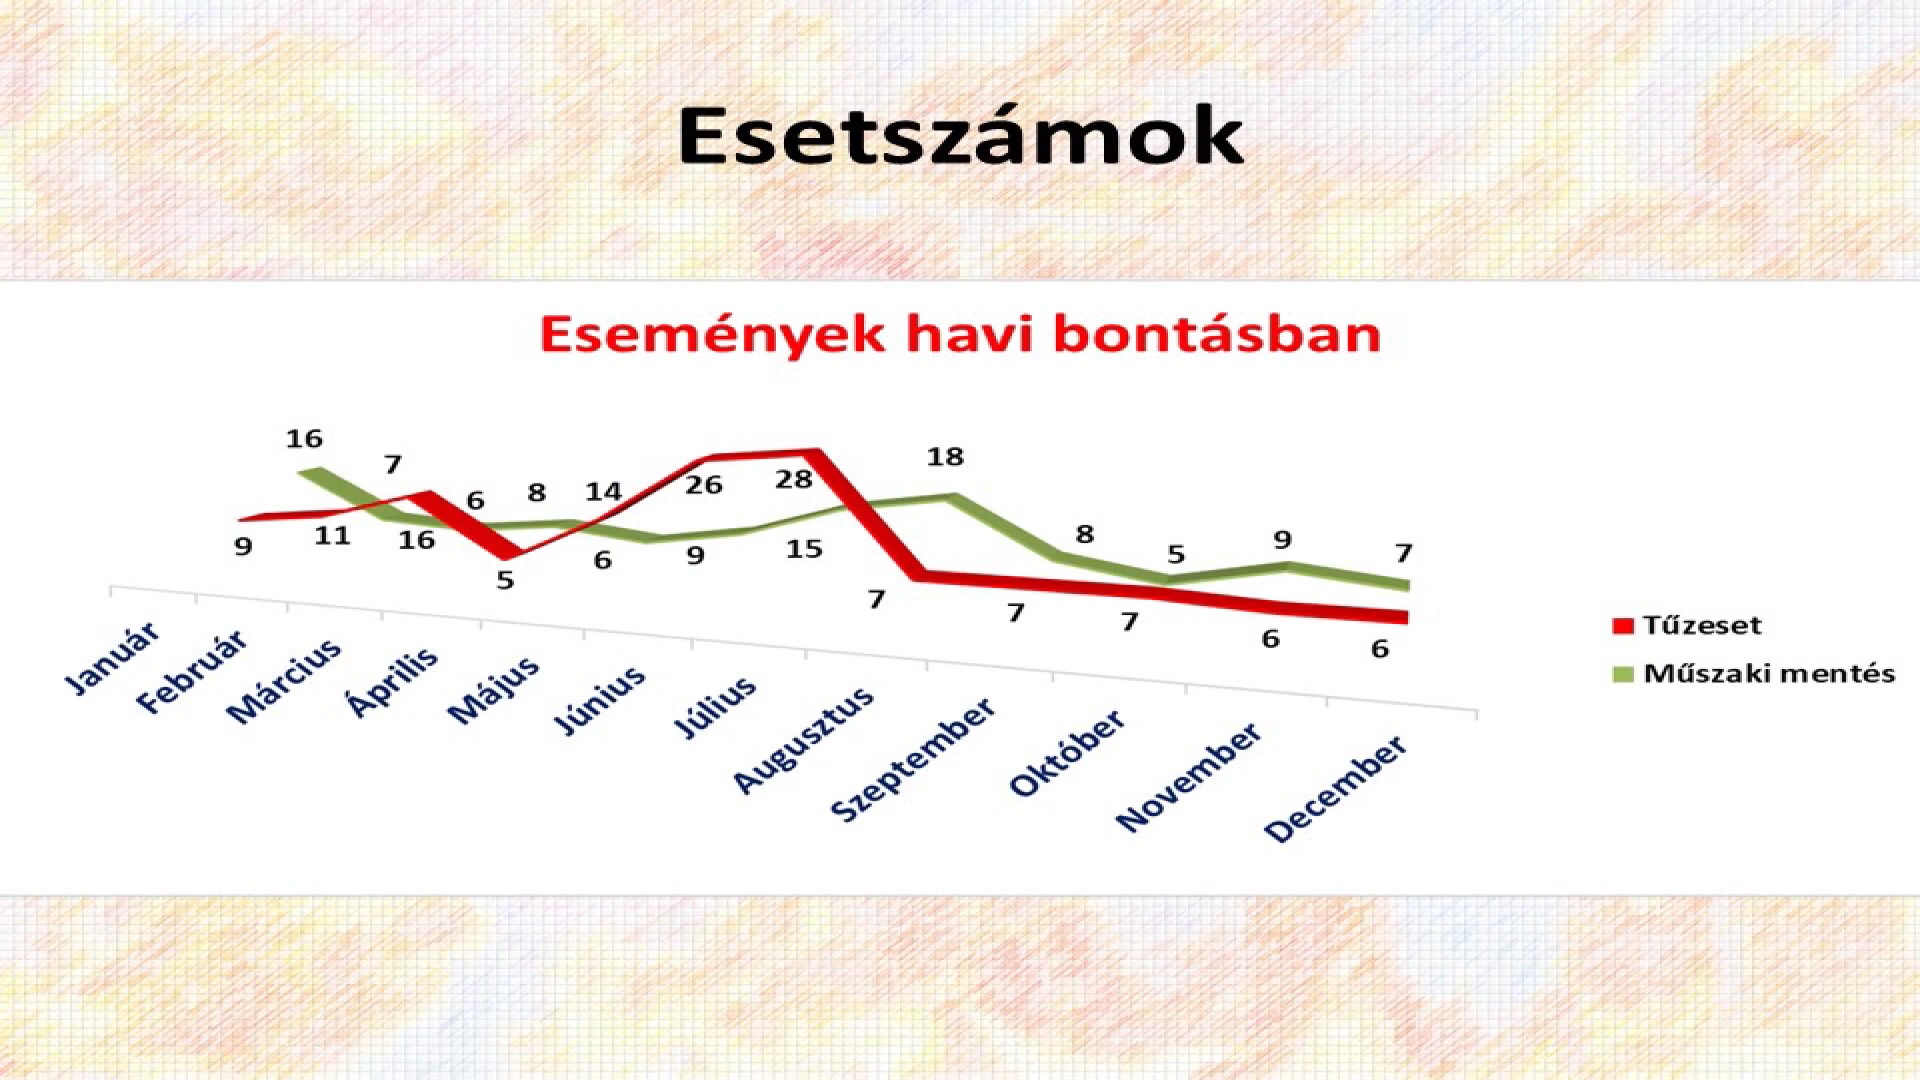 Esetszámok
Események havi bontásban
16
7
6
8
14
26
28
18
9
11
16
5
6
9
15
7
8
5
9
7
7
7
6
6
Január
Február
Március
Április
Május
Június
Július
Augusztus
Szeptember
Október
November
December
Tűzeset
Műszaki mentés